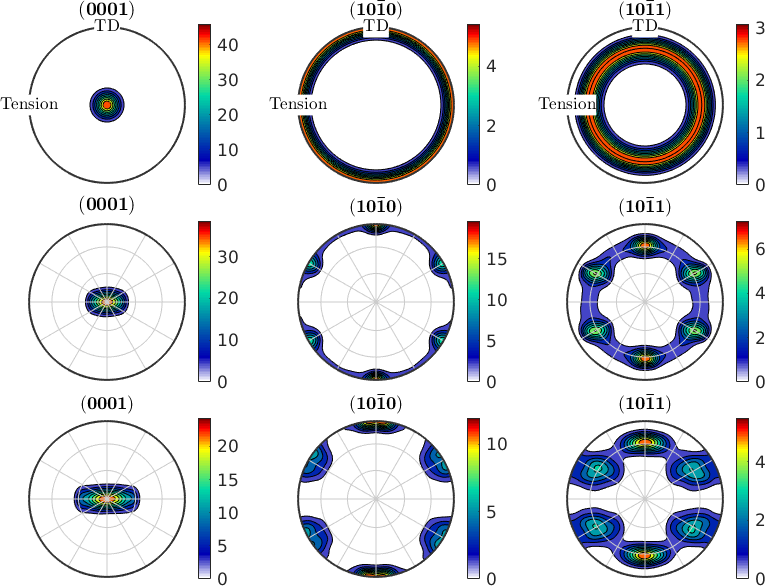 (0001) (101̄0) (101̄1)
TD TD TD
Tension Tension Tension
40 4 3
30 2
20 2 1
10
0 0 0
(0001) (101̄0) (101̄1)
30 15 6
20 10 4
10 5 2
0 0 0
(0001) (101̄0) (101̄1)
20 10 4
15
10 5 2
5
0 0 0